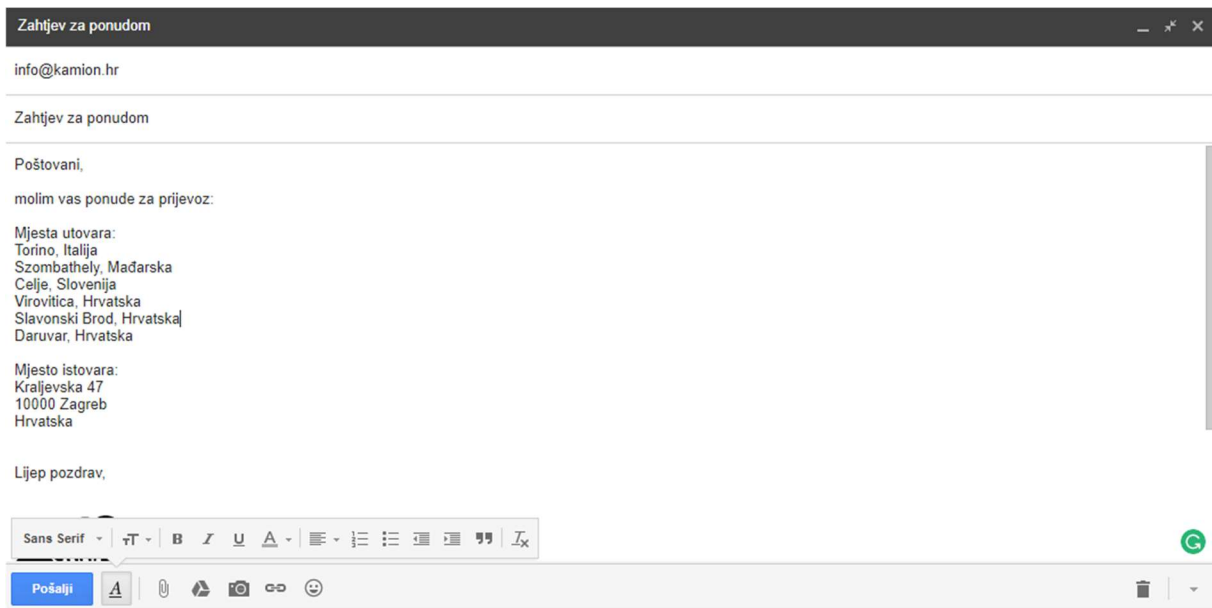 Zahtjev za ponudom
info@kamion.hr
Zahtjev za ponudom
Poštovani,
molim vas ponude za prijevoz:
Mjesta utovara:
Torino, Italija
Szombathely, Mađarska
Celje, Slovenija
Virovitica, Hrvatska
Slavonski Brod, Hrvatska
Daruvar, Hrvatska
Mjesto istovara:
Kraljevska 47
10000 Zagreb
Hrvatska
Lijep pozdrav,
Sans Serif
Pošalji